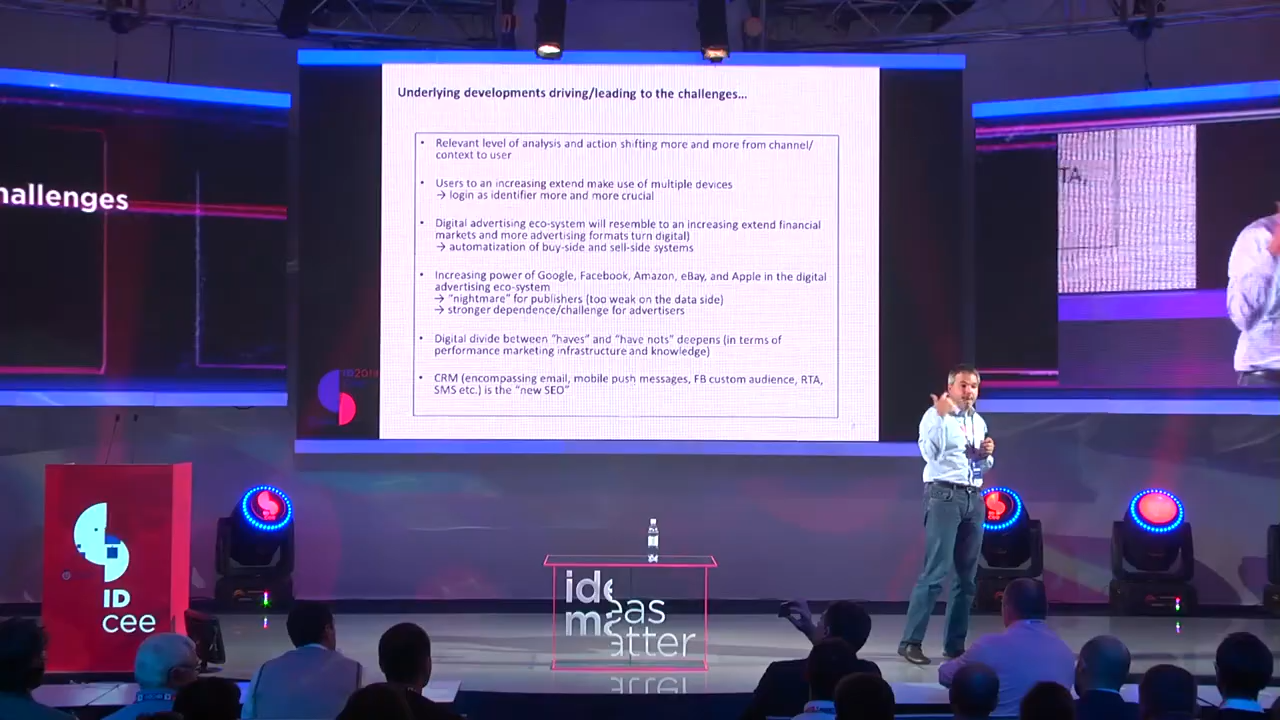 Underlying developments driving/leading to the challenges...
• Relevant level of analysis and action shifting more and more from channel/
context to user
• Users to an increasing extend make use of multiple devices
→ login as identifier more and more crucial
• Digital advertising eco-system will resemble to an increasing extend financial
markets and more advertising formats turn digital)
→ automatization of buy-side and sell-side systems
• Increasing power of Google, Facebook, Amazon, eBay, and Apple in the digital
advertising eco-system
→ "nightmare" for publishers (too weak on the data side)
→ stronger dependence/challenge for advertisers
• Digital divide between "haves" and "have nots" deepens (in terms of
performance marketing infrastructure and knowledge)
• CRM (encompassing email, mobile push messages, FB custom audience, RTA,
SMS etc.) is the "new SEO"
hallenges
TA,
ID
cee
ideas
matter